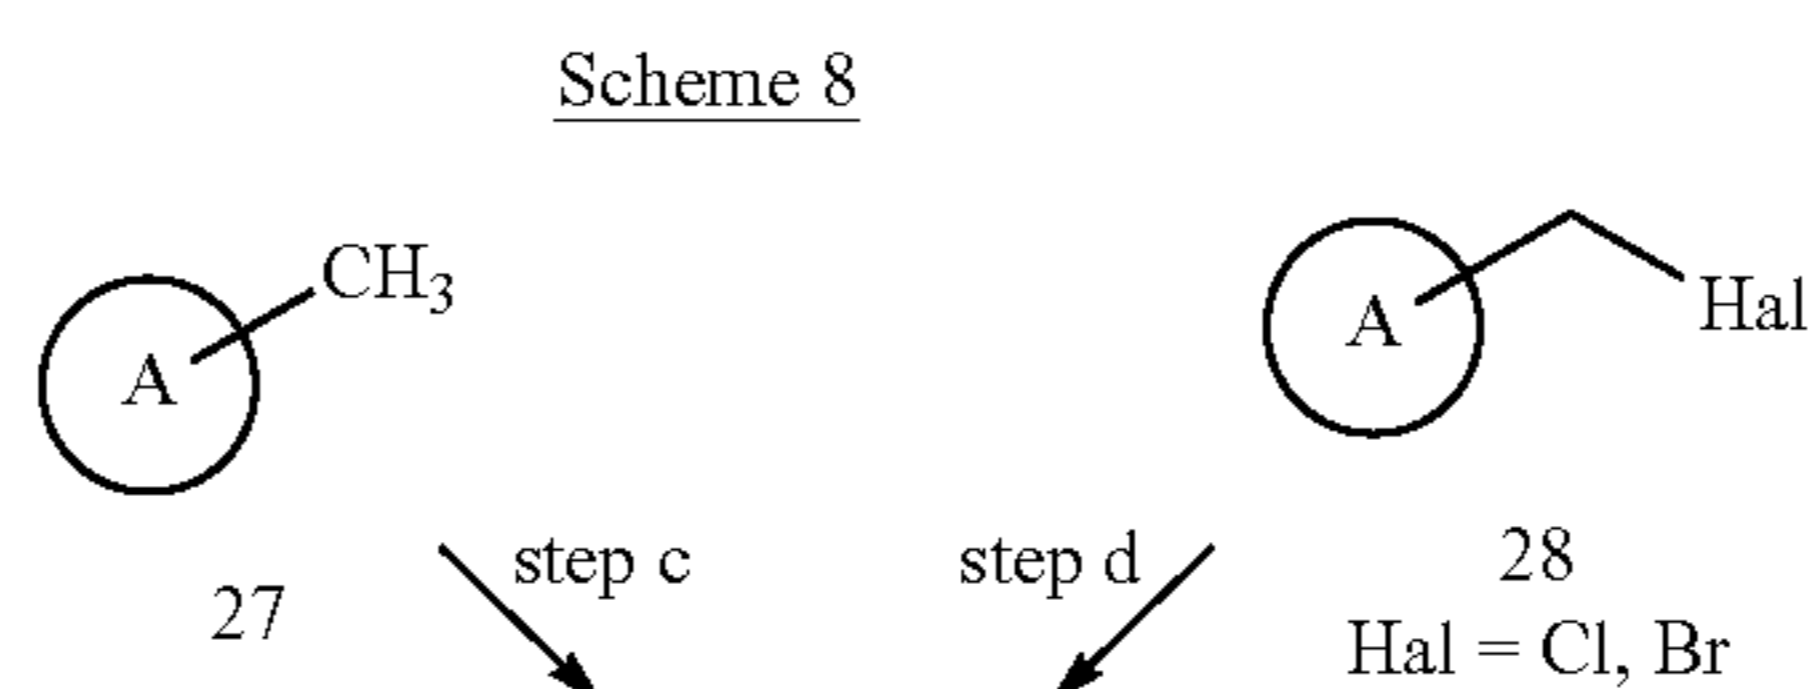 Scheme 8
CH3
A
A
Hal
step c
step d
27
28
Hal = Cl, Br